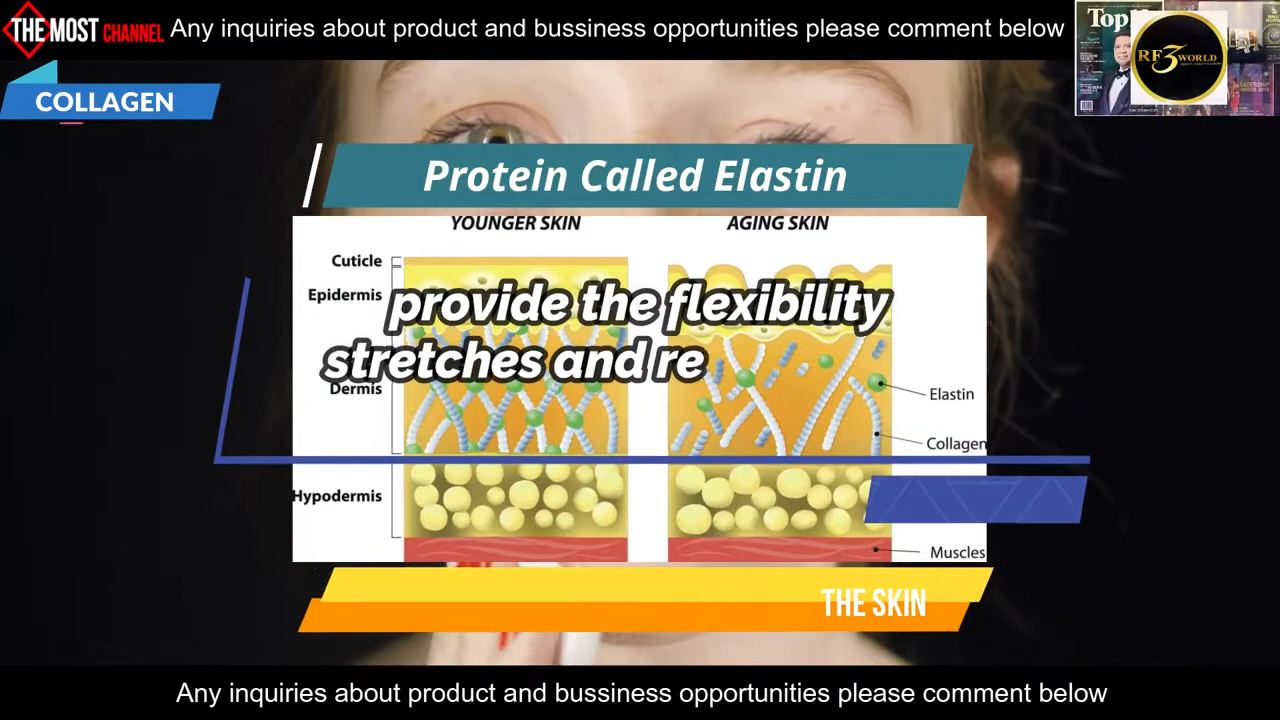 THE MOST CHANNEL
Any inquiries about product and bussiness opportunities please comment below
Top
RF3WORLD
COLLAGEN
Protein Called Elastin
YOUNGER SKIN
AGING SKIN
Cuticle
Epidermis
provide the flexibility
stretches and re
Dermis
Elastin
Collagen
Hypodermis
Muscles
THE SKIN
Any inquiries about product and bussiness opportunities please comment below